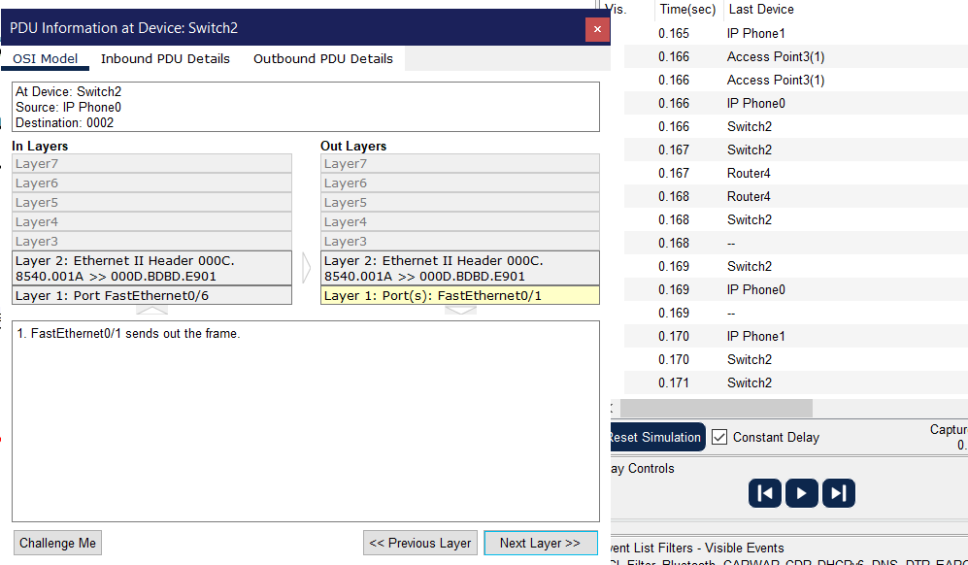 PDU Information at Device: Switch2
OSI Model Inbound PDU Details Outbound PDU Details
At Device: Switch2
Source: IP Phone0
Destination: 0002
In Layers
Layer7
Layer6
Layer5
Layer4
Layer3
Layer 2: Ethernet II Header 000C.
8540.001A >> 000D.BDBD.E901
Layer 1: Port FastEthernet0/6
Out Layers
Layer7
Layer6
Layer5
Layer4
Layer3
Layer 2: Ethernet II Header 000C.
8540.001A >> 000D.BDBD.E901
Layer 1: Port(s): FastEthernet0/1
1. FastEthernet0/1 sends out the frame.
Challenge Me << Previous Layer Next Layer >>
Vis. Time(sec) Last Device
0.165 IP Phone1
0.166 Access Point3(1)
0.166 Access Point3(1)
0.166 IP Phone0
0.166 Switch2
0.167 Switch2
0.167 Router4
0.168 Router4
0.168 Switch2
0.168 --
0.169 Switch2
0.169 IP Phone0
0.169 --
0.170 IP Phone1
0.170 Switch2
0.171 Switch2
Reset Simulation Constant Delay Captur
0.
ay Controls
vent List Filters - Visible Events
CL Filter, Bluetooth, CAPWAP, CDP, DHCPv6, DNS, DTP